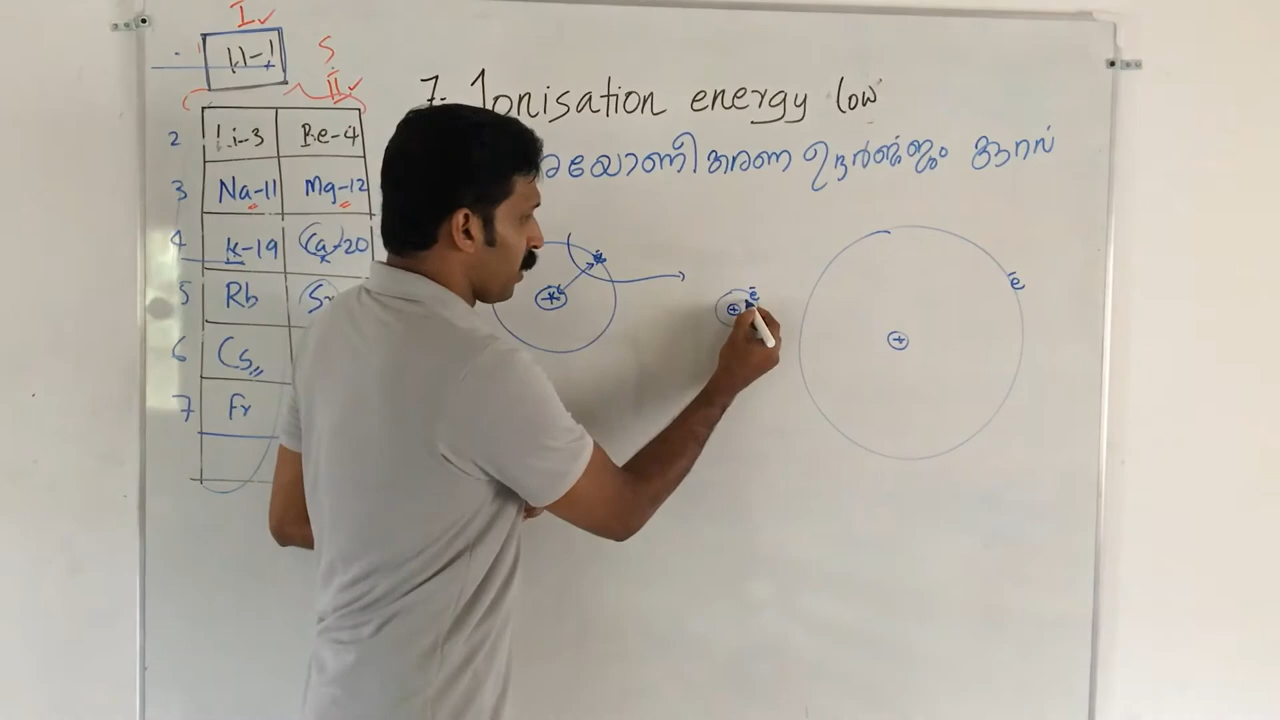 I
H-1
S
II
2 Li-3 Be-4
3 Na-11 Mg-12
4 K-19 Ca-20
5 Rb Sr
6 Cs
7 Fr
7. Ionisation energy low
അയോണീകരണ ഊർജ്ജം കുറവ്
e⁻
+
e⁻
+
e⁻
+